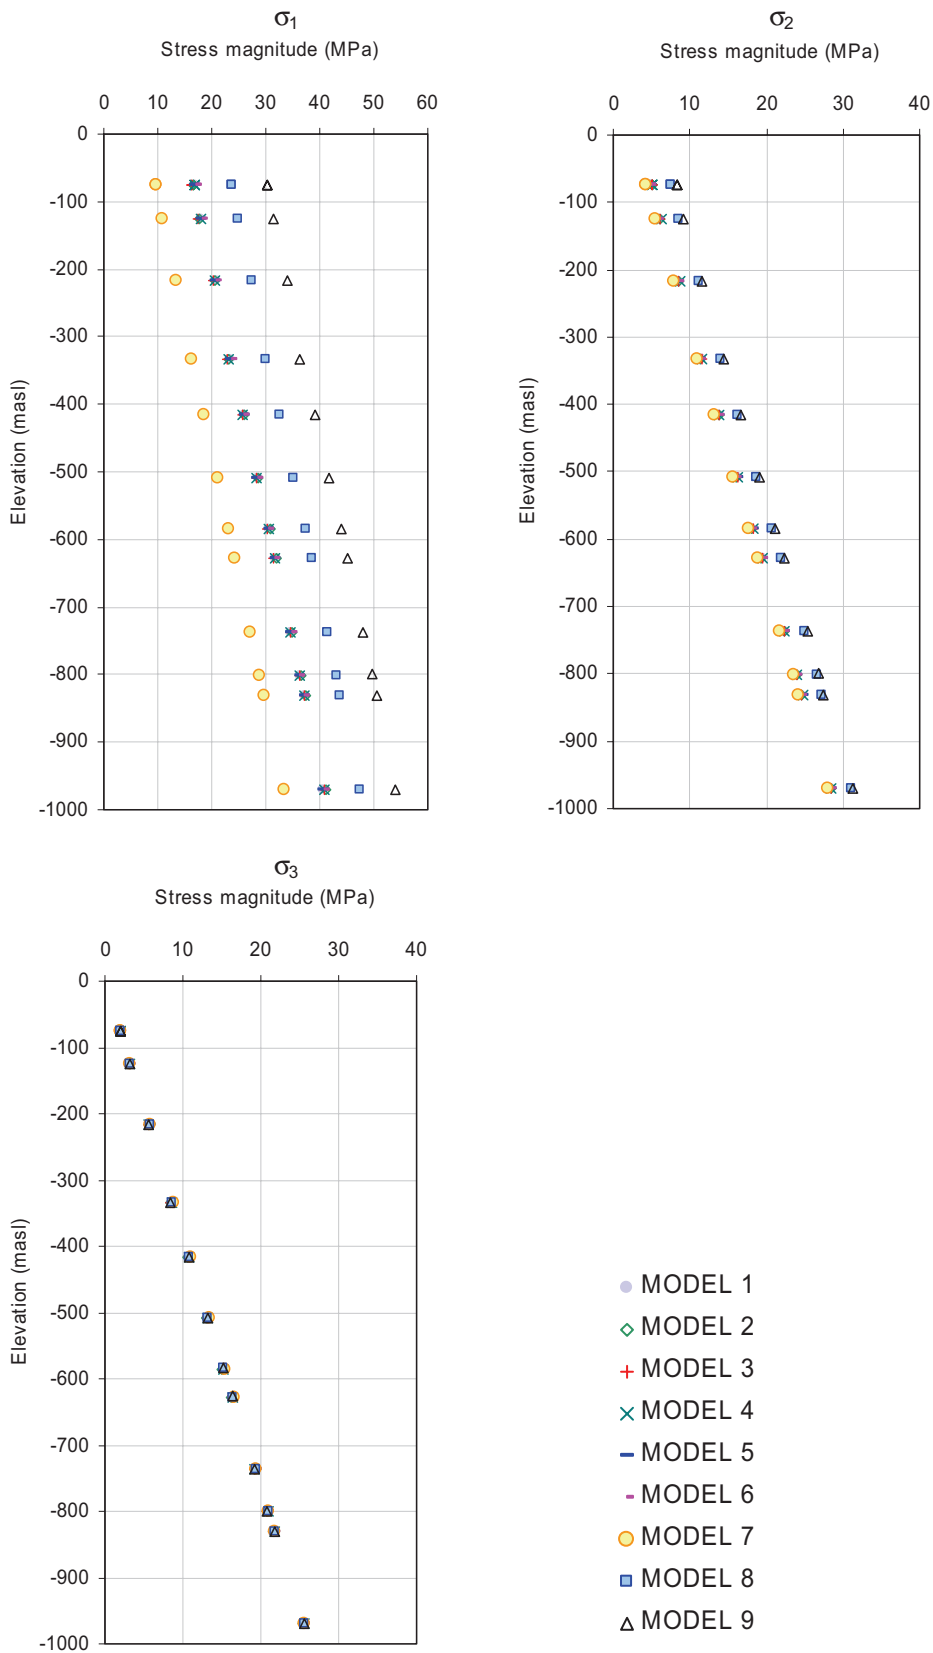 σ1
Stress magnitude (MPa)
0 10 20 30 40 50 60
0
-100
-200
-300
-400
-500
-600
-700
-800
-900
-1000
Elevation (masl)
σ2
Stress magnitude (MPa)
0 10 20 30 40
0
-100
-200
-300
-400
-500
-600
-700
-800
-900
-1000
Elevation (masl)
σ3
Stress magnitude (MPa)
0 10 20 30 40
0
-100
-200
-300
-400
-500
-600
-700
-800
-900
-1000
Elevation (masl)
MODEL 1
MODEL 2
MODEL 3
MODEL 4
MODEL 5
MODEL 6
MODEL 7
MODEL 8
MODEL 9